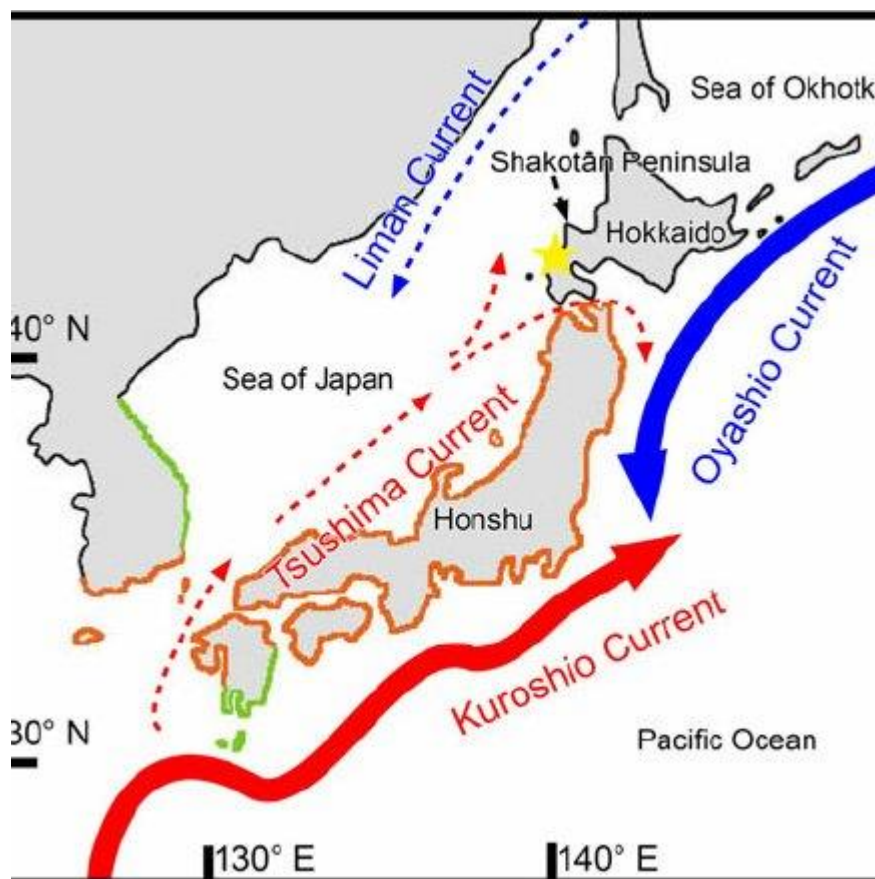 Sea of Okhotk
Liman Current
Shakotan Peninsula
Hokkaido
40° N
Sea of Japan
Oyashio Current
Tsushima Current
Honshu
Kuroshio Current
30° N
Pacific Ocean
130° E
140° E